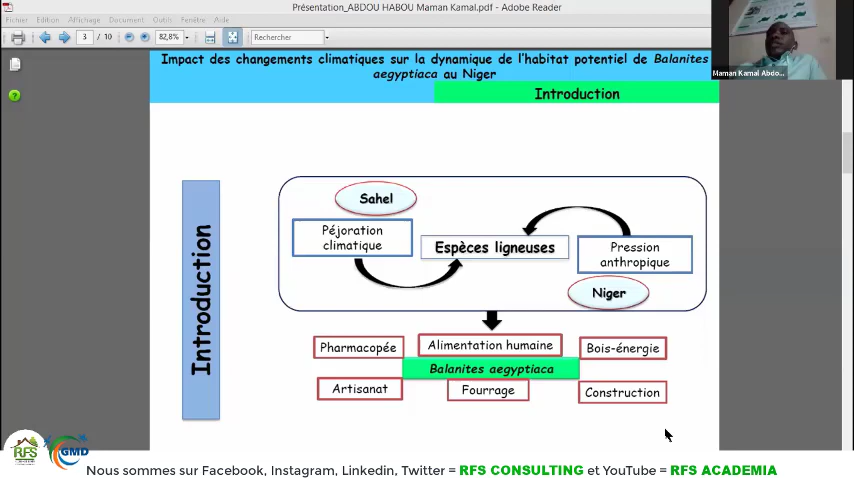 Présentation_ABDOU HABOU Maman Kamal.pdf - Adobe Reader
Fichier Edition Affichage Document Outils Fenêtre Aide
3 / 10 82,8% Rechercher
Maman Kamal Abdo...
Impact des changements climatiques sur la dynamique de l'habitat potentiel de Balanites
aegyptiaca au Niger
Introduction
Introduction
Sahel
Péjoration
climatique
Espèces ligneuses
Pression
anthropique
Niger
Pharmacopée
Alimentation humaine
Bois-énergie
Balanites aegyptiaca
Artisanat
Fourrage
Construction
RFS
GMD
Nous sommes sur Facebook, Instagram, Linkedin, Twitter = RFS CONSULTING et YouTube = RFS ACADEMIA